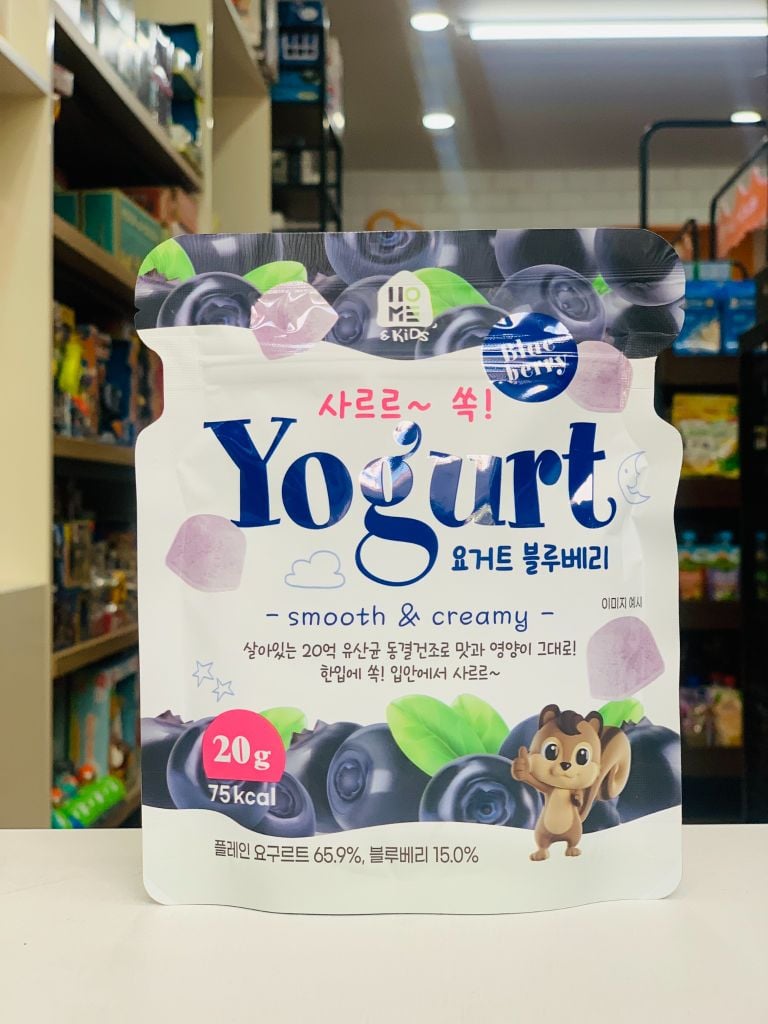 HOME
& KiDS
Blue
berry
사르르~ 쏙!
Yogurt
요거트 블루베리
이미지 예시
- smooth & creamy -
살아있는 20억 유산균 동결건조로 맛과 영양이 그대로!
한입에 쏙! 입안에서 사르르~
20g
75kcal
플레인 요구르트 65.9%, 블루베리 15.0%